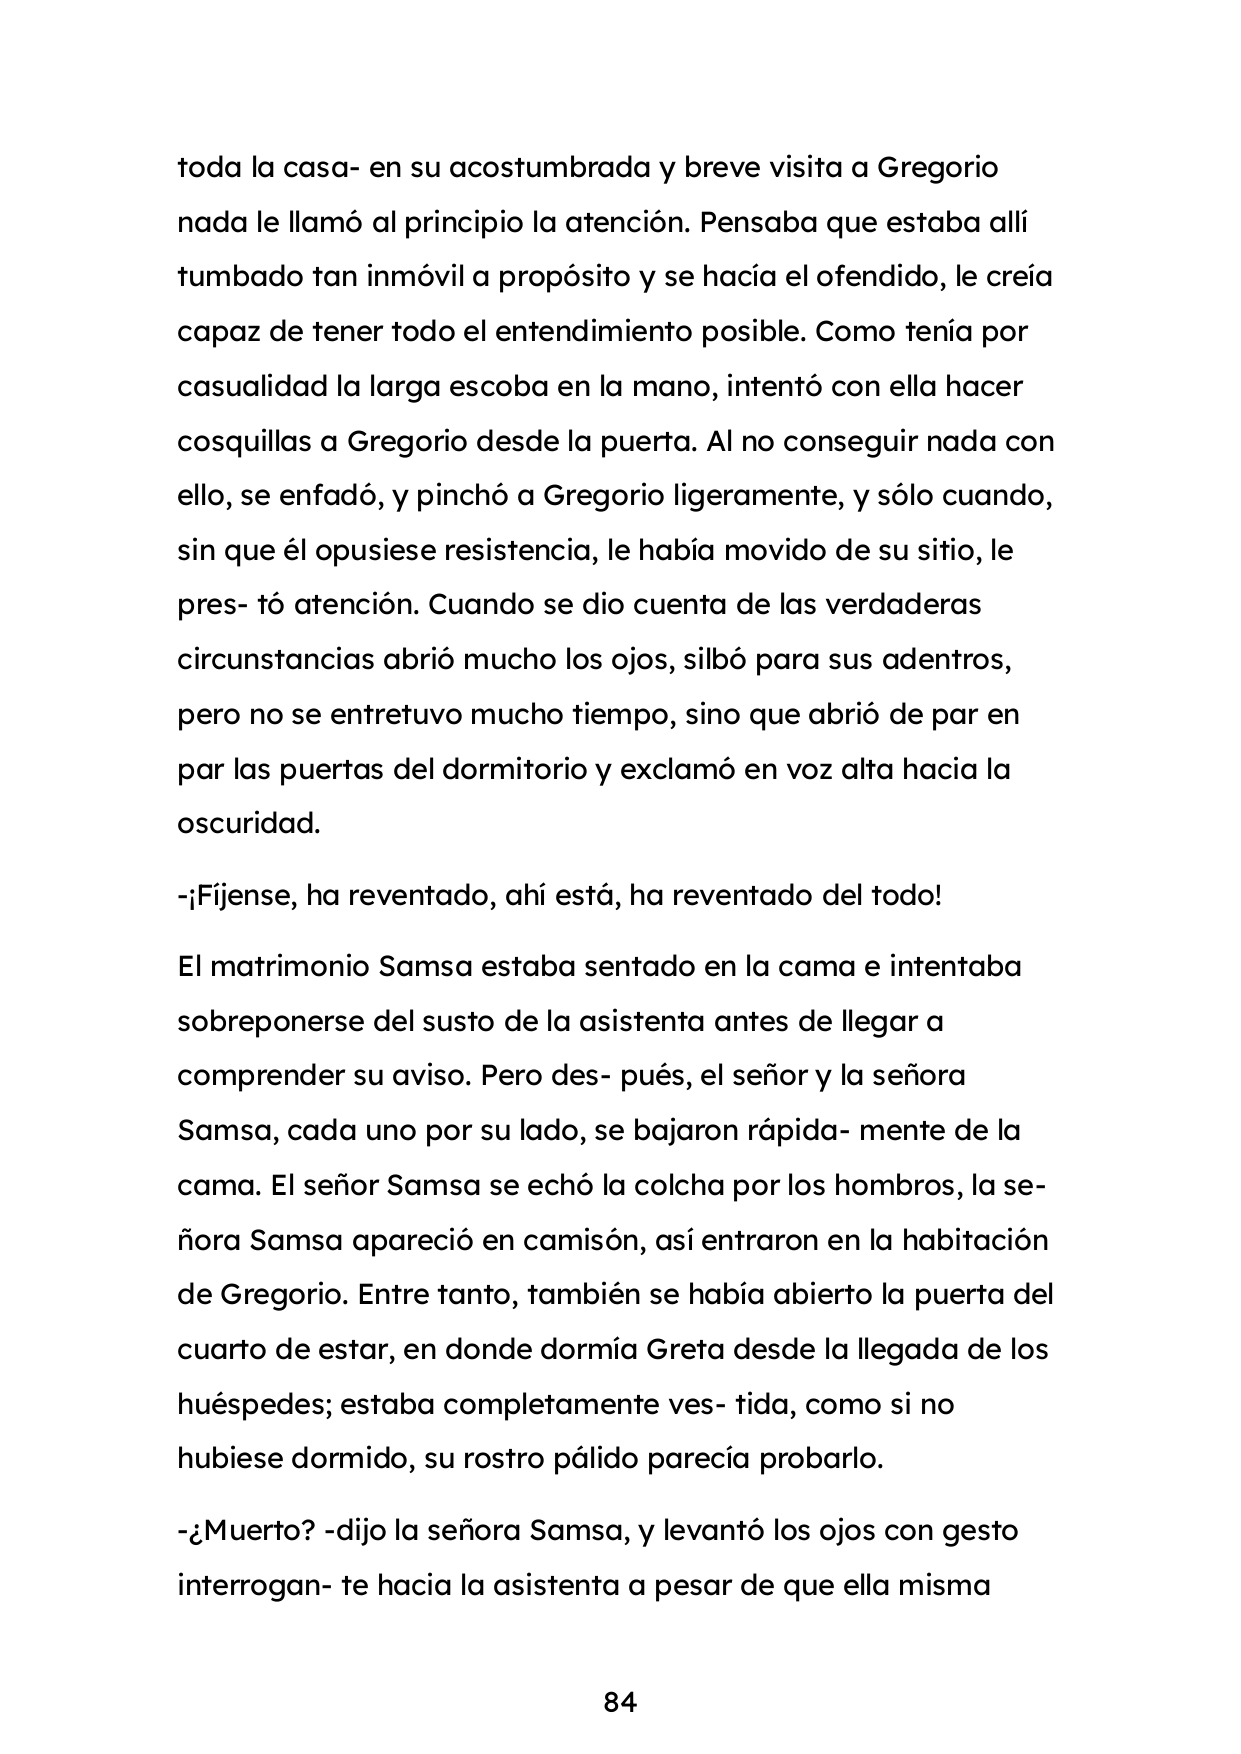 toda la casa- en su acostumbrada y breve visita a Gregorio
nada le llamó al principio la atención. Pensaba que estaba allí
tumbado tan inmóvil a propósito y se hacía el ofendido, le creía
capaz de tener todo el entendimiento posible. Como tenía por
casualidad la larga escoba en la mano, intentó con ella hacer
cosquillas a Gregorio desde la puerta. Al no conseguir nada con
ello, se enfadó, y pinchó a Gregorio ligeramente, y sólo cuando,
sin que él opusiese resistencia, le había movido de su sitio, le
pres- tó atención. Cuando se dio cuenta de las verdaderas
circunstancias abrió mucho los ojos, silbó para sus adentros,
pero no se entretuvo mucho tiempo, sino que abrió de par en
par las puertas del dormitorio y exclamó en voz alta hacia la
oscuridad.
-¡Fíjense, ha reventado, ahí está, ha reventado del todo!
El matrimonio Samsa estaba sentado en la cama e intentaba
sobreponerse del susto de la asistenta antes de llegar a
comprender su aviso. Pero des- pués, el señor y la señora
Samsa, cada uno por su lado, se bajaron rápida- mente de la
cama. El señor Samsa se echó la colcha por los hombros, la se-
ñora Samsa apareció en camisón, así entraron en la habitación
de Gregorio. Entre tanto, también se había abierto la puerta del
cuarto de estar, en donde dormía Greta desde la llegada de los
huéspedes; estaba completamente ves- tida, como si no
hubiese dormido, su rostro pálido parecía probarlo.
-¿Muerto? -dijo la señora Samsa, y levantó los ojos con gesto
interrogan- te hacia la asistenta a pesar de que ella misma
84